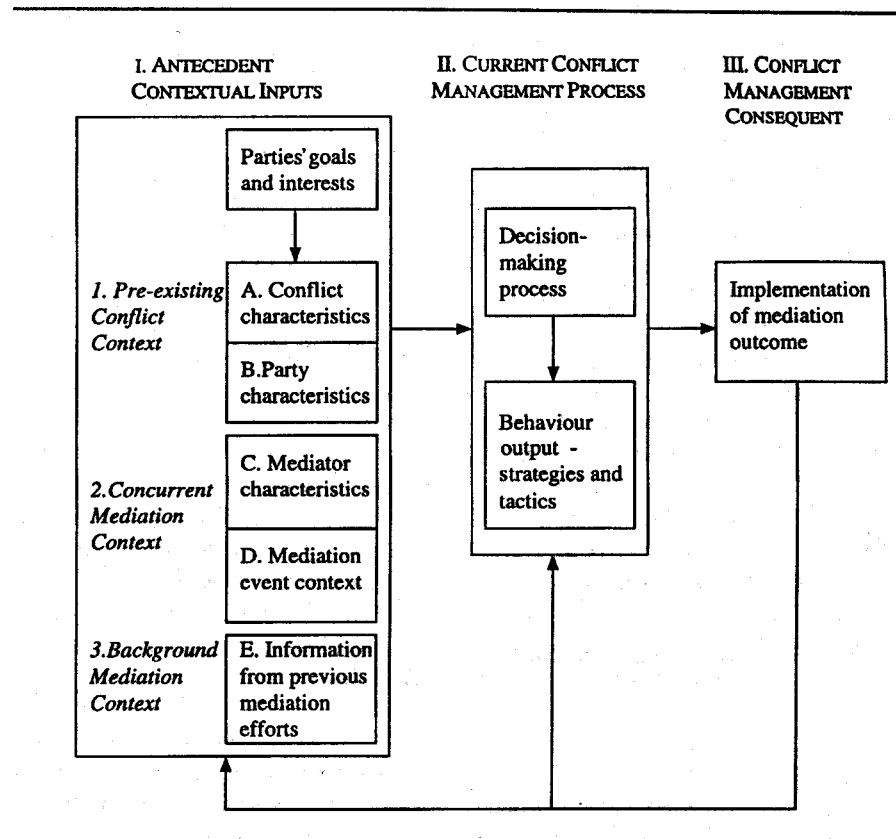 I. ANTECEDENT
CONTEXTUAL INPUTS
II. CURRENT CONFLICT
MANAGEMENT PROCESS
III. CONFLICT
MANAGEMENT
CONSEQUENT
Parties' goals
and interests
1. Pre-existing
Conflict
Context
A. Conflict
characteristics
B.Party
characteristics
2.Concurrent
Mediation
Context
C. Mediator
characteristics
D. Mediation
event context
3.Background
Mediation
Context
E. Information
from previous
mediation
efforts
Decision-
making
process
Behaviour
output -
strategies and
tactics
Implementation
of mediation
outcome